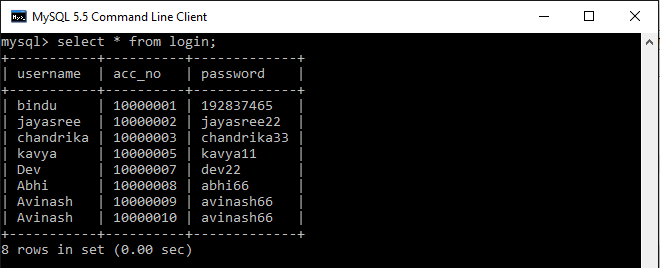 MySQL 5.5 Command Line Client
mysql> select * from login;
+-----------+----------+-------------+
| username  | acc_no   | password    |
+-----------+----------+-------------+
| bindu     | 10000001 | 192837465   |
| jayasree  | 10000002 | jayasree22  |
| chandrika | 10000003 | chandrika33 |
| kavya     | 10000005 | kavya11     |
| Dev       | 10000007 | dev22       |
| Abhi      | 10000008 | abhi66      |
| Avinash   | 10000009 | avinash66   |
| Avinash   | 10000010 | avinash66   |
+-----------+----------+-------------+
8 rows in set (0.00 sec)